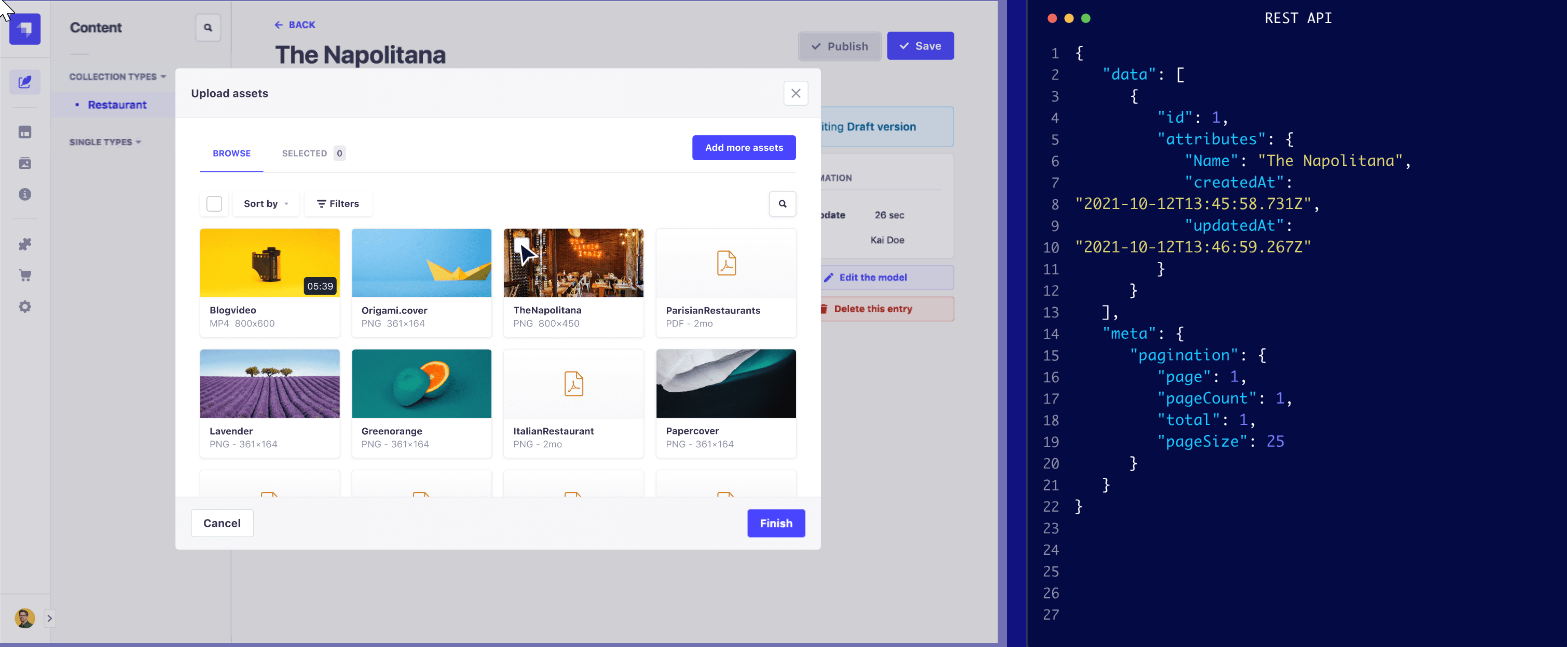 Content
COLLECTION TYPES
Restaurant
SINGLE TYPES
BACK
The Napolitana
Publish
Save
Upload assets
BROWSE
SELECTED 0
Add more assets
Sort by
Filters
05:39
Blogvideo
MP4 800x600
Origami.cover
PNG 361×164
the little Italy
TheNapolitana
PNG 800×450
ParisianRestaurants
PDF - 2mo
Lavender
PNG - 361×164
Greenorange
PNG - 361×164
ItalianRestaurant
PNG - 2mo
Papercover
PNG - 361×164
Cancel
Finish
iting Draft version
MATION
pdate 26 sec
Kai Doe
Edit the model
Delete this entry
REST API
1 {
2 "data": [
3 {
4 "id": 1,
5 "attributes": {
6 "Name": "The Napolitana",
7 "createdAt":
8 "2021-10-12T13:45:58.731Z",
9 "updatedAt":
10 "2021-10-12T13:46:59.267Z"
11 }
12 }
13 ],
14 "meta": {
15 "pagination": {
16 "page": 1,
17 "pageCount": 1,
18 "total": 1,
19 "pageSize": 25
20 }
21 }
22 }
23
24
25
26
27